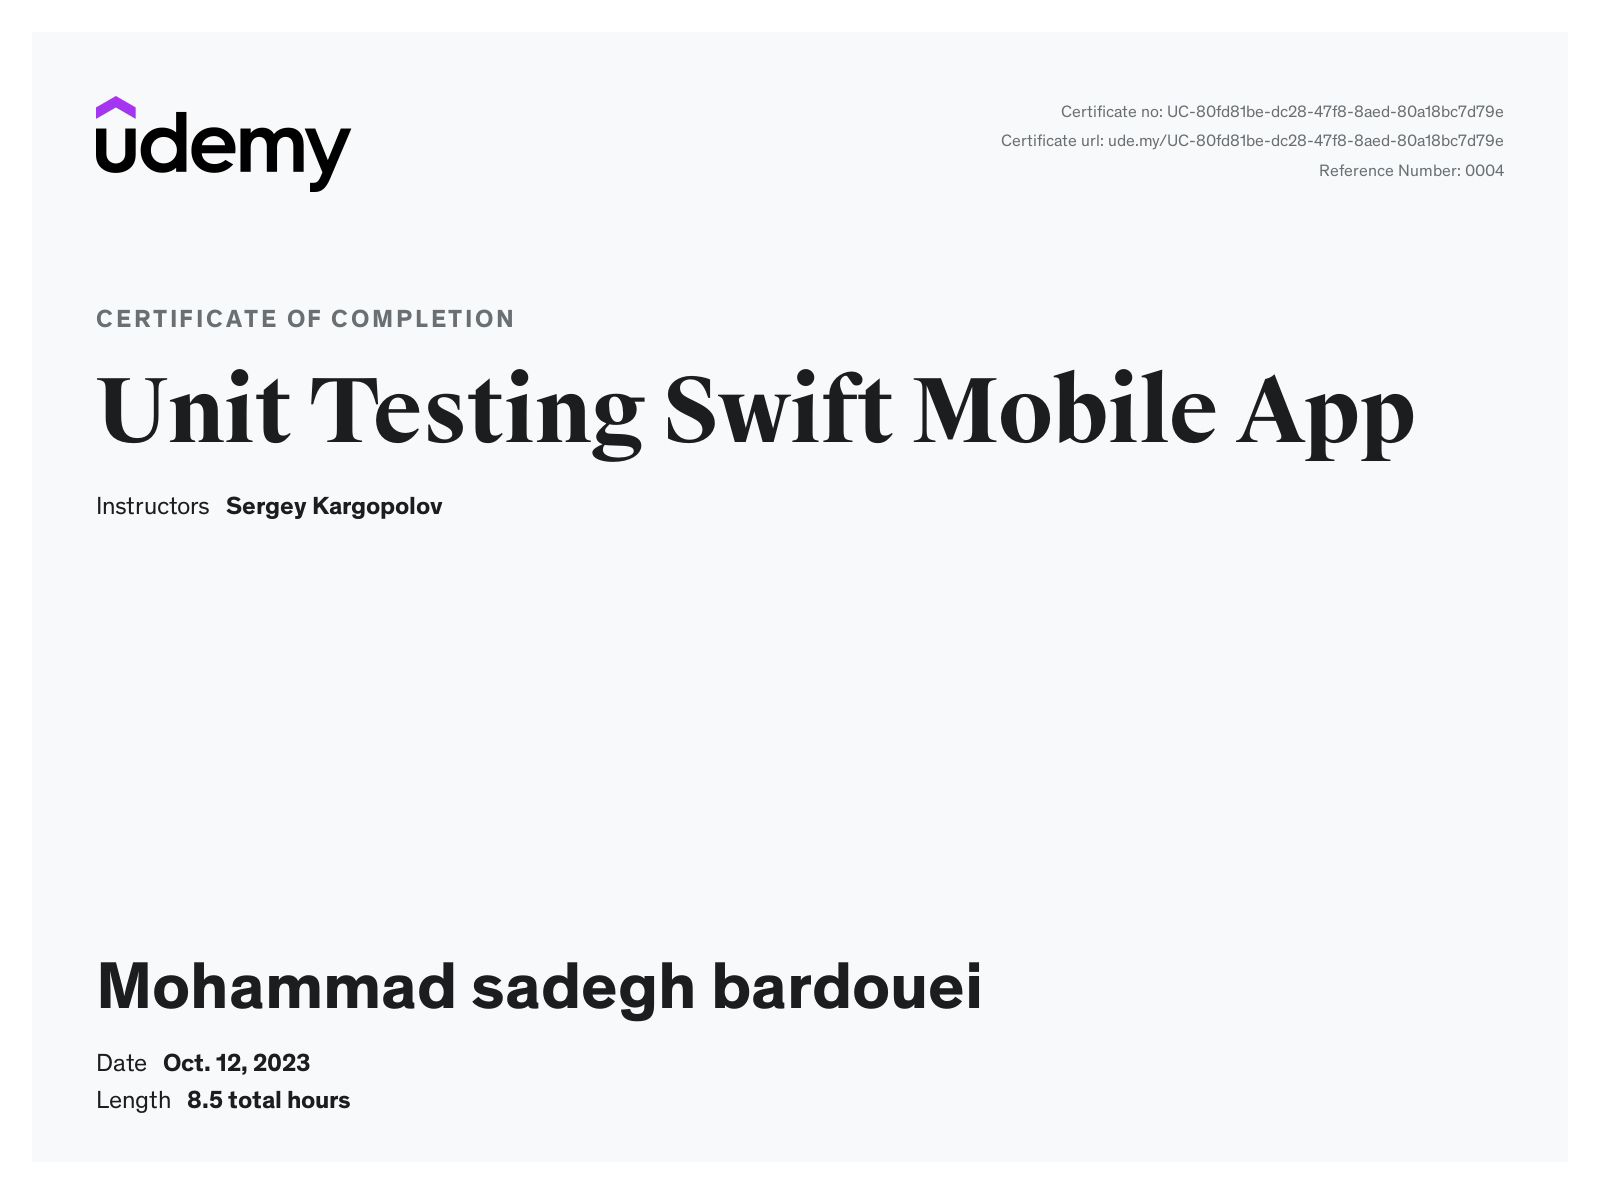 udemy
Certificate no: UC-80fd81be-dc28-47f8-8aed-80a18bc7d79e
Certificate url: ude.my/UC-80fd81be-dc28-47f8-8aed-80a18bc7d79e
Reference Number: 0004
CERTIFICATE OF COMPLETION
Unit Testing Swift Mobile App
Instructors Sergey Kargopolov
Mohammad sadegh bardouei
Date Oct. 12, 2023
Length 8.5 total hours